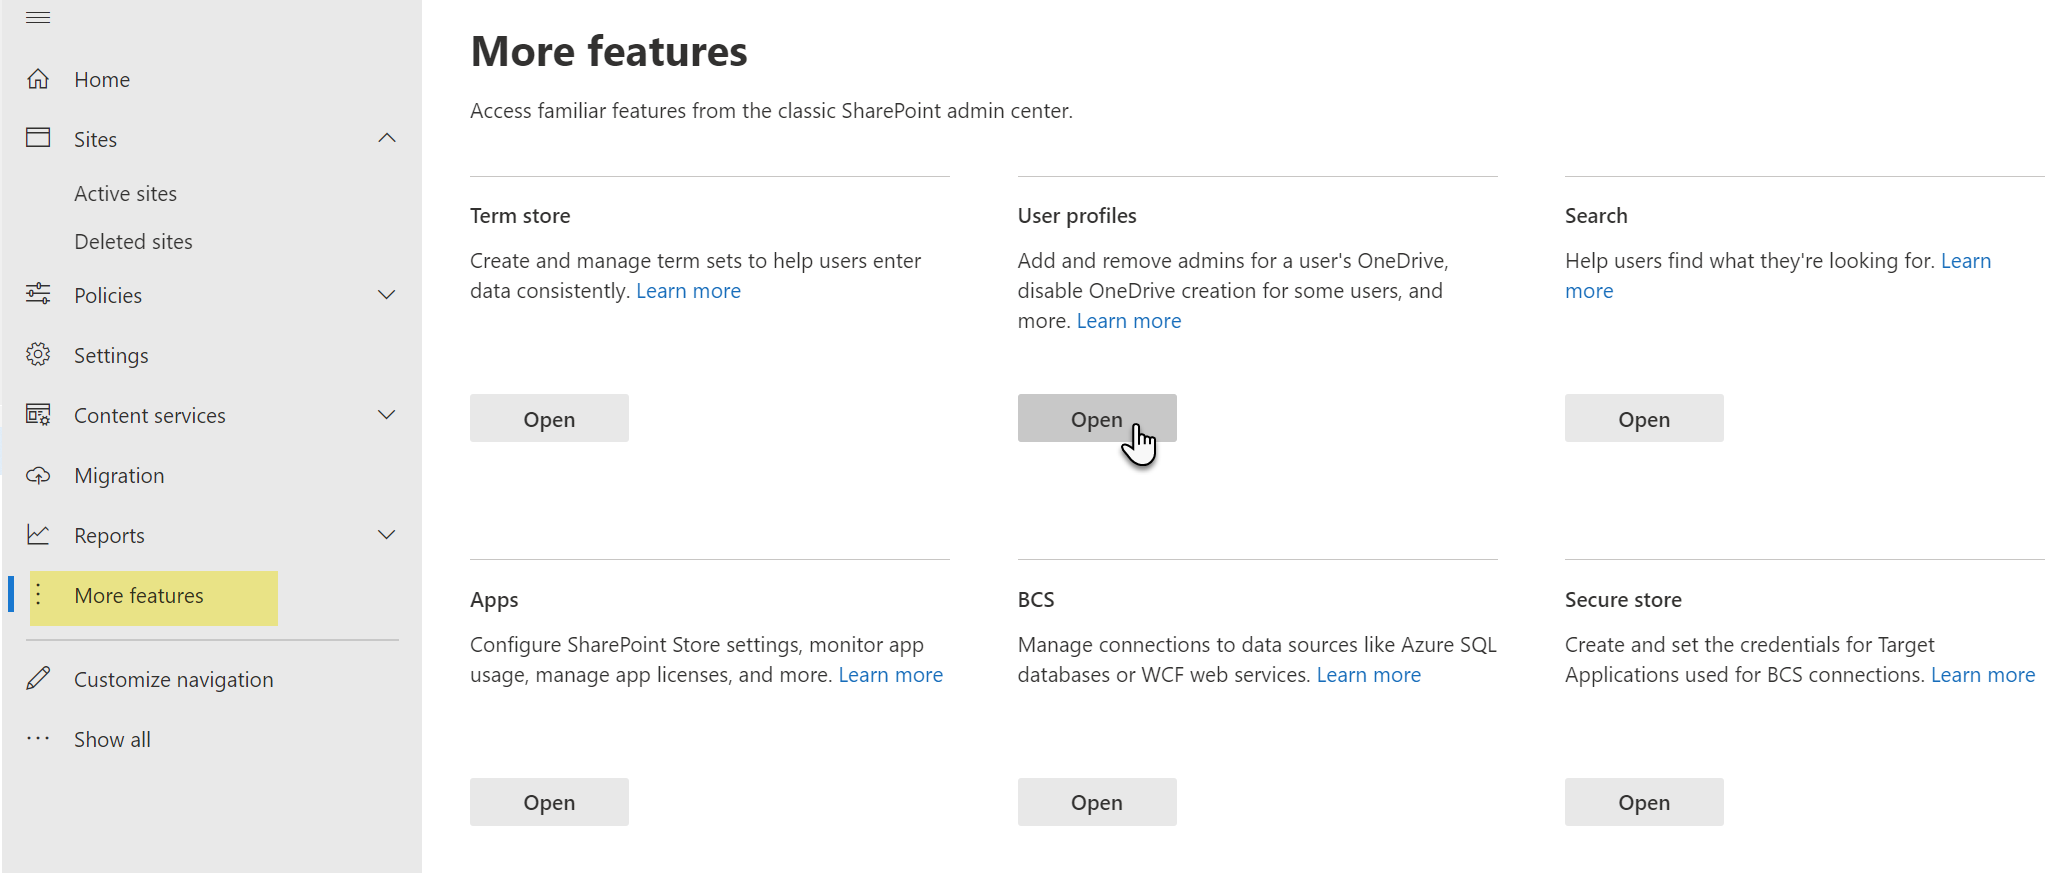 Home
Sites
Active sites
Deleted sites
Policies
Settings
Content services
Migration
Reports
More features
Customize navigation
Show all
More features
Access familiar features from the classic SharePoint admin center.
Term store
Create and manage term sets to help users enter
data consistently. Learn more
Open
User profiles
Add and remove admins for a user's OneDrive,
disable OneDrive creation for some users, and
more. Learn more
Open
Search
Help users find what they're looking for. Learn
more
Open
Apps
Configure SharePoint Store settings, monitor app
usage, manage app licenses, and more. Learn more
Open
BCS
Manage connections to data sources like Azure SQL
databases or WCF web services. Learn more
Open
Secure store
Create and set the credentials for Target
Applications used for BCS connections. Learn more
Open